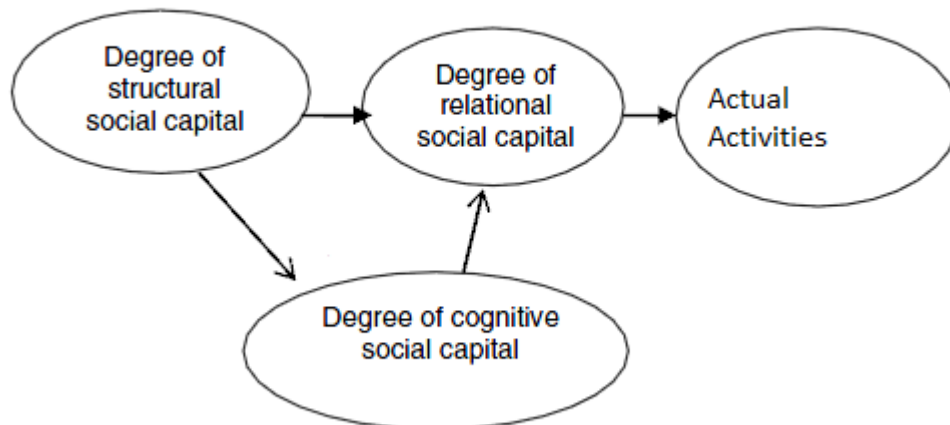 Degree of
structural
social capital
Degree of
relational
social capital
Actual
Activities
Degree of cognitive
social capital